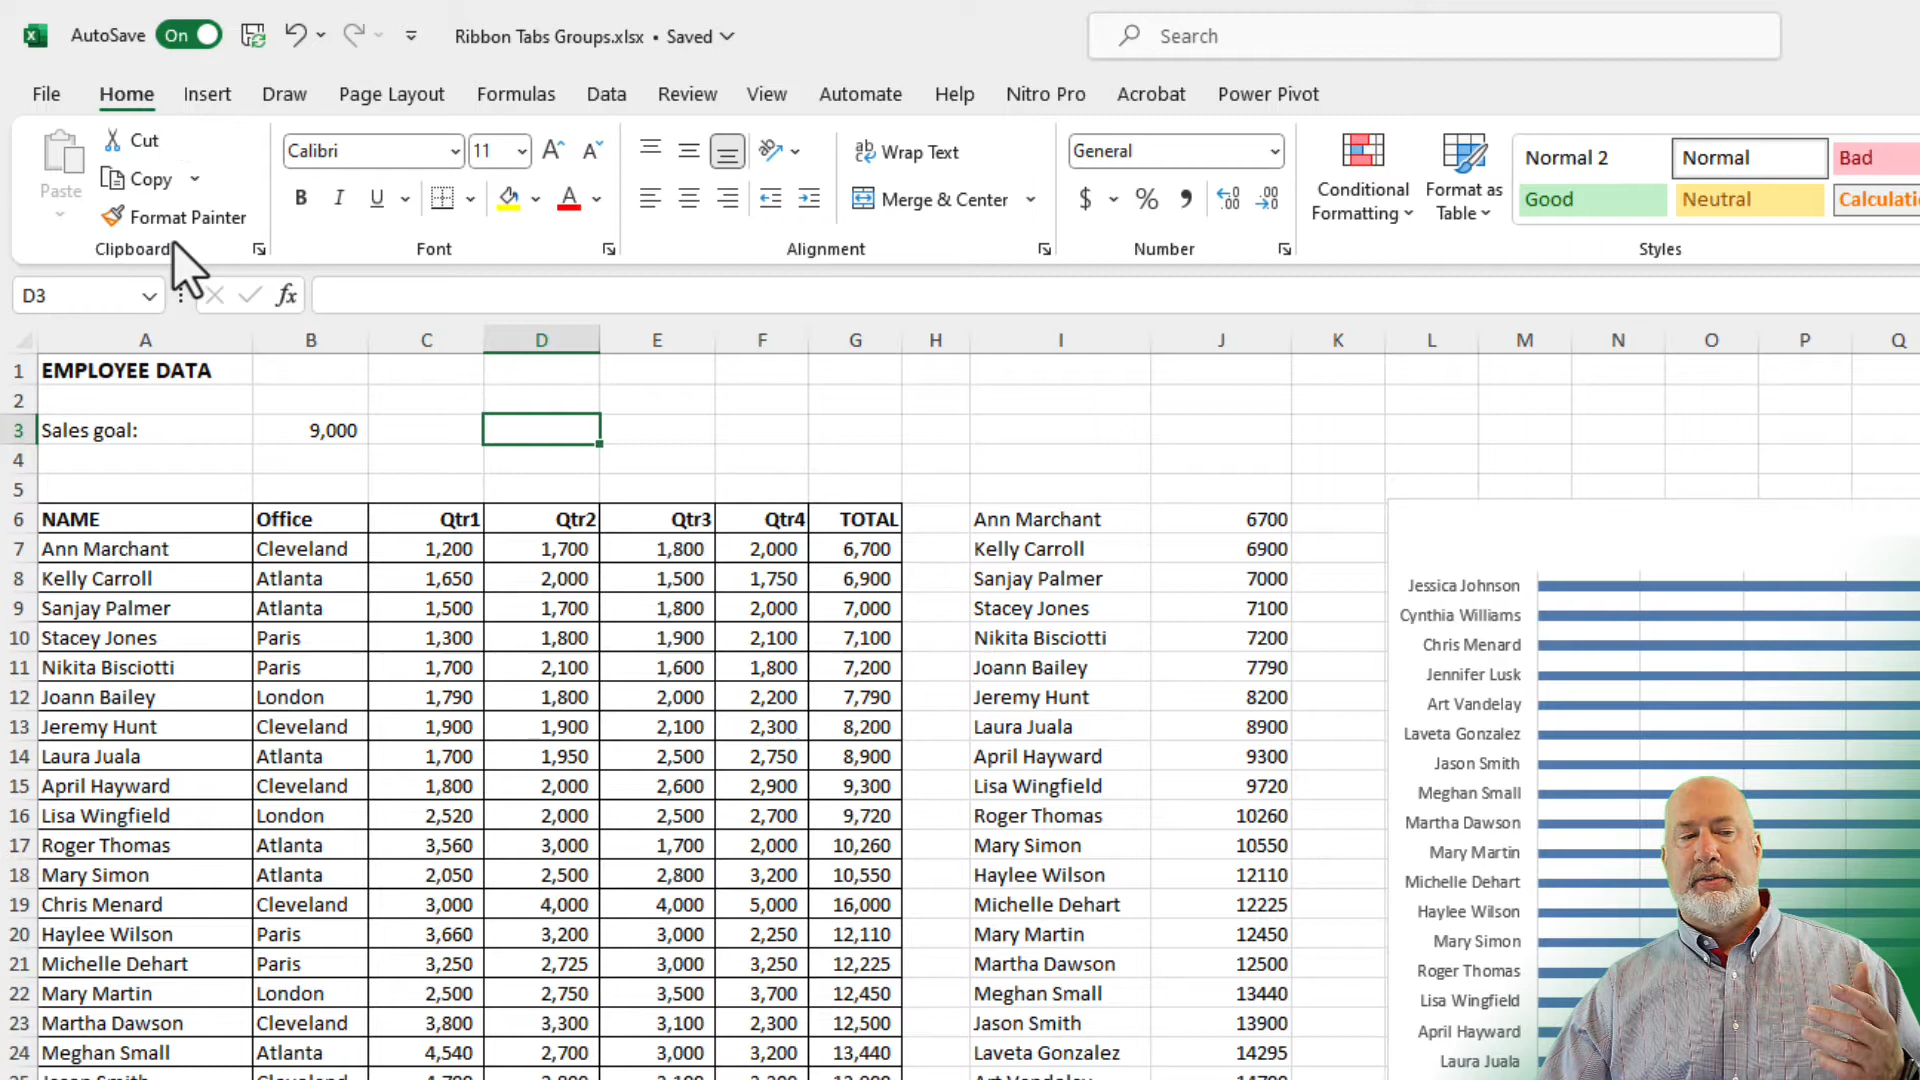 AutoSave On Ribbon Tabs Groups.xlsx • Saved Search
File Home Insert Draw Page Layout Formulas Data Review View Automate Help Nitro Pro Acrobat Power Pivot
Paste
Cut
Copy
Format Painter
Clipboard
Calibri 11
B I U A
Font
Wrap Text
Merge & Center
Alignment
General
$ %
Number
Conditional Formatting
Format as Table
Normal 2 Normal Bad
Good Neutral Calculati
Styles
D3 fx
A B C D E F G H I J K L M N O P Q
1 EMPLOYEE DATA
2
3 Sales goal: 9,000
4
5
6 NAME Office Qtr1 Qtr2 Qtr3 Qtr4 TOTAL Ann Marchant 6700
7 Ann Marchant Cleveland 1,200 1,700 1,800 2,000 6,700 Kelly Carroll 6900
8 Kelly Carroll Atlanta 1,650 2,000 1,500 1,750 6,900 Sanjay Palmer 7000
9 Sanjay Palmer Atlanta 1,500 1,700 1,800 2,000 7,000 Stacey Jones 7100
10 Stacey Jones Paris 1,300 1,800 1,900 2,100 7,100 Nikita Bisciotti 7200
11 Nikita Bisciotti Paris 1,700 2,100 1,600 1,800 7,200 Joann Bailey 7790
12 Joann Bailey London 1,790 1,800 2,000 2,200 7,790 Jeremy Hunt 8200
13 Jeremy Hunt Cleveland 1,900 1,900 2,100 2,300 8,200 Laura Juala 8900
14 Laura Juala Atlanta 1,700 1,950 2,500 2,750 8,900 April Hayward 9300
15 April Hayward Cleveland 1,800 2,000 2,600 2,900 9,300 Lisa Wingfield 9720
16 Lisa Wingfield London 2,520 2,000 2,500 2,700 9,720 Roger Thomas 10260
17 Roger Thomas Atlanta 3,560 3,000 1,700 2,000 10,260 Mary Simon 10550
18 Mary Simon Atlanta 2,050 2,500 2,800 3,200 10,550 Haylee Wilson 12110
19 Chris Menard Cleveland 3,000 4,000 4,000 5,000 16,000 Michelle Dehart 12225
20 Haylee Wilson Paris 3,660 3,200 3,000 2,250 12,110 Mary Martin 12450
21 Michelle Dehart Paris 3,250 2,725 3,000 3,250 12,225 Martha Dawson 12500
22 Mary Martin London 2,500 2,750 3,500 3,700 12,450 Meghan Small 13440
23 Martha Dawson Cleveland 3,800 3,300 3,100 2,300 12,500 Jason Smith 13900
24 Meghan Small Atlanta 4,540 2,700 3,000 3,200 13,440 Laveta Gonzalez 14295
Jessica Johnson
Cynthia Williams
Chris Menard
Jennifer Lusk
Art Vandelay
Laveta Gonzalez
Jason Smith
Meghan Small
Martha Dawson
Mary Martin
Michelle Dehart
Haylee Wilson
Mary Simon
Roger Thomas
Lisa Wingfield
April Hayward
Laura Juala